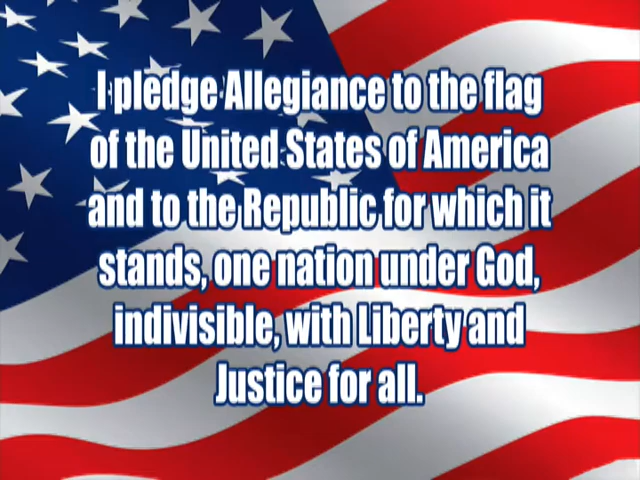 I pledge Allegiance to the flag
of the United States of America
and to the Republic for which it
stands, one nation under God,
indivisible, with Liberty and
Justice for all.